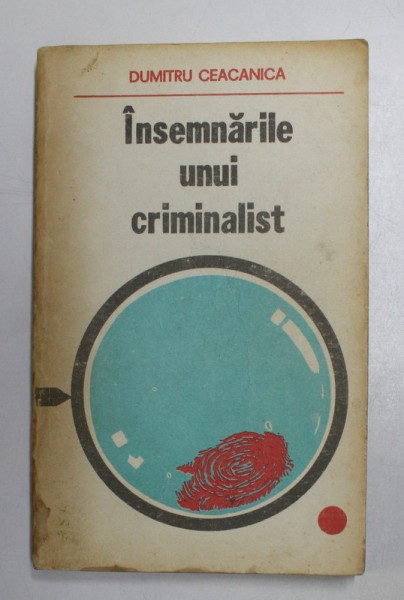 DUMITRU CEACANICA
Însemnările
unui
criminalist